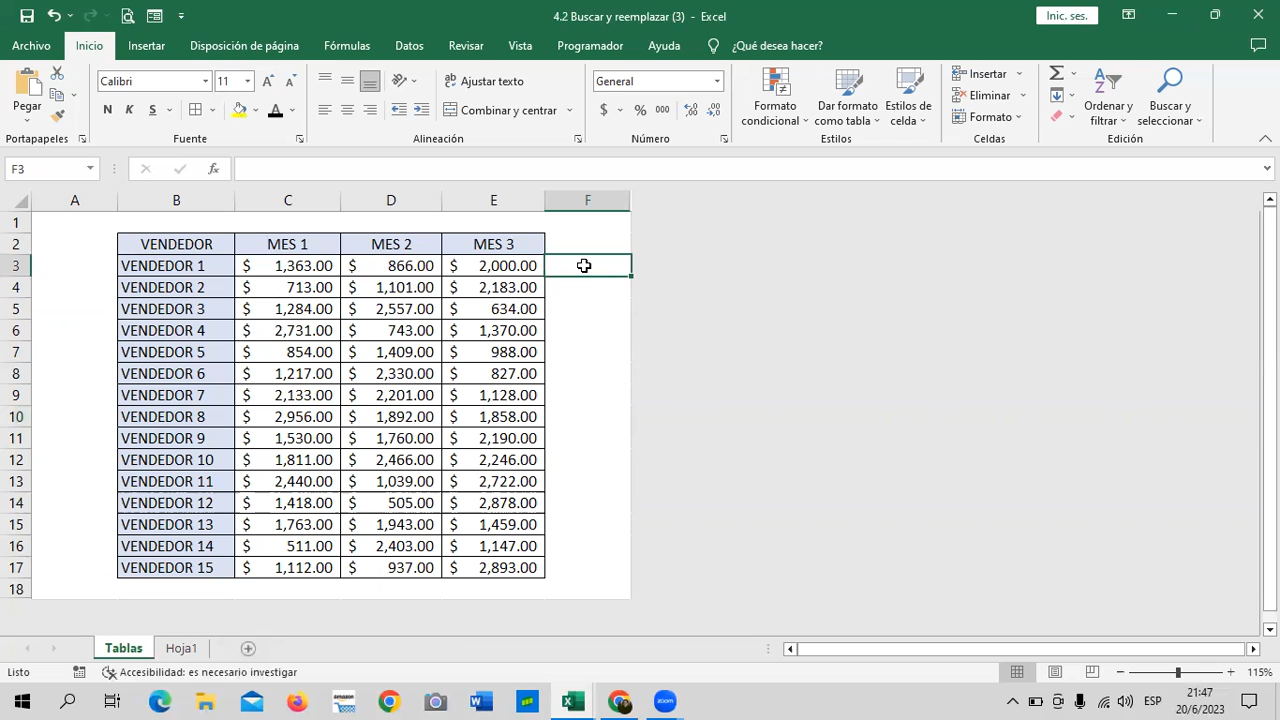 4.2 Buscar y reemplazar (3) - Excel
Inic. ses.
Archivo Inicio Insertar Disposición de página Fórmulas Datos Revisar Vista Programador Ayuda ¿Qué desea hacer?
Pegar
Portapapeles
Calibri 11
N K S
Fuente
Ajustar texto
Combinar y centrar
Alineación
General
$ % 000
Número
Formato condicional
Dar formato como tabla
Estilos de celda
Estilos
Insertar
Eliminar
Formato
Celdas
Ordenar y filtrar
Buscar y seleccionar
Edición
F3
fx
A B C D E F
1
2 VENDEDOR MES 1 MES 2 MES 3
3 VENDEDOR 1 $ 1,363.00 $ 866.00 $ 2,000.00
4 VENDEDOR 2 $ 713.00 $ 1,101.00 $ 2,183.00
5 VENDEDOR 3 $ 1,284.00 $ 2,557.00 $ 634.00
6 VENDEDOR 4 $ 2,731.00 $ 743.00 $ 1,370.00
7 VENDEDOR 5 $ 854.00 $ 1,409.00 $ 988.00
8 VENDEDOR 6 $ 1,217.00 $ 2,330.00 $ 827.00
9 VENDEDOR 7 $ 2,133.00 $ 2,201.00 $ 1,128.00
10 VENDEDOR 8 $ 2,956.00 $ 1,892.00 $ 1,858.00
11 VENDEDOR 9 $ 1,530.00 $ 1,760.00 $ 2,190.00
12 VENDEDOR 10 $ 1,811.00 $ 2,466.00 $ 2,246.00
13 VENDEDOR 11 $ 2,440.00 $ 1,039.00 $ 2,722.00
14 VENDEDOR 12 $ 1,418.00 $ 505.00 $ 2,878.00
15 VENDEDOR 13 $ 1,763.00 $ 1,943.00 $ 1,459.00
16 VENDEDOR 14 $ 511.00 $ 2,403.00 $ 1,147.00
17 VENDEDOR 15 $ 1,112.00 $ 937.00 $ 2,893.00
18
Tablas Hoja1
Listo Accesibilidad: es necesario investigar 115%
ESP 21:47
20/6/2023